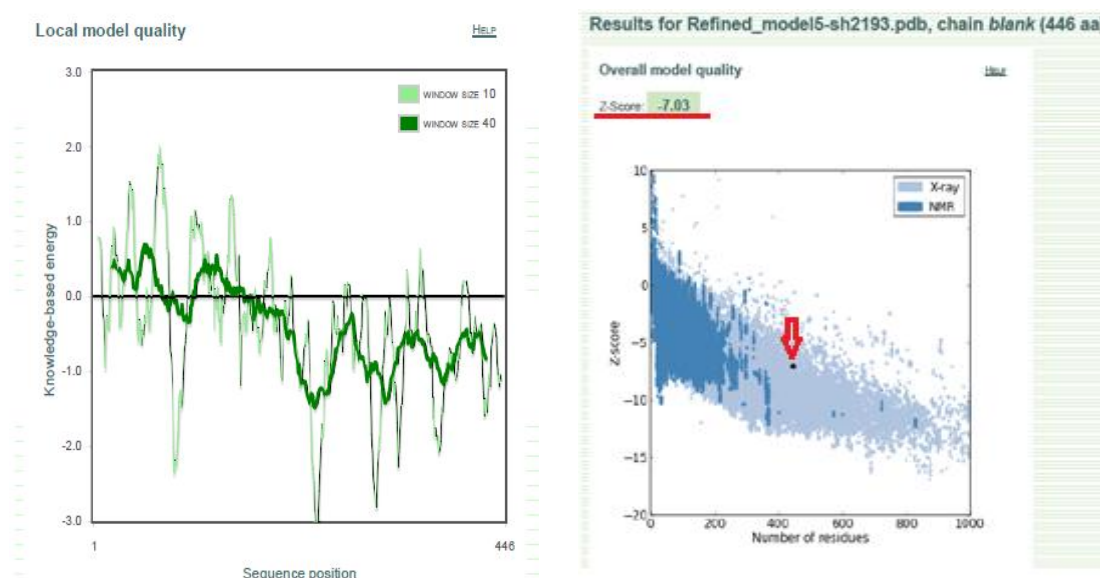 Local model quality
HELP
3.0
2.0
1.0
0.0
-1.0
-2.0
-3.0
Knowledge-based energy
WINDOW SIZE 10
WINDOW SIZE 40
1
446
Sequence position
Results for Refined_model5-sh2193.pdb, chain blank (446 aa
Overall model quality
HELP
Z-Score: -7.03
10
5
0
−5
−10
−15
−20
Z-score
X-ray
NMR
0
200
400
600
800
1000
Number of residues